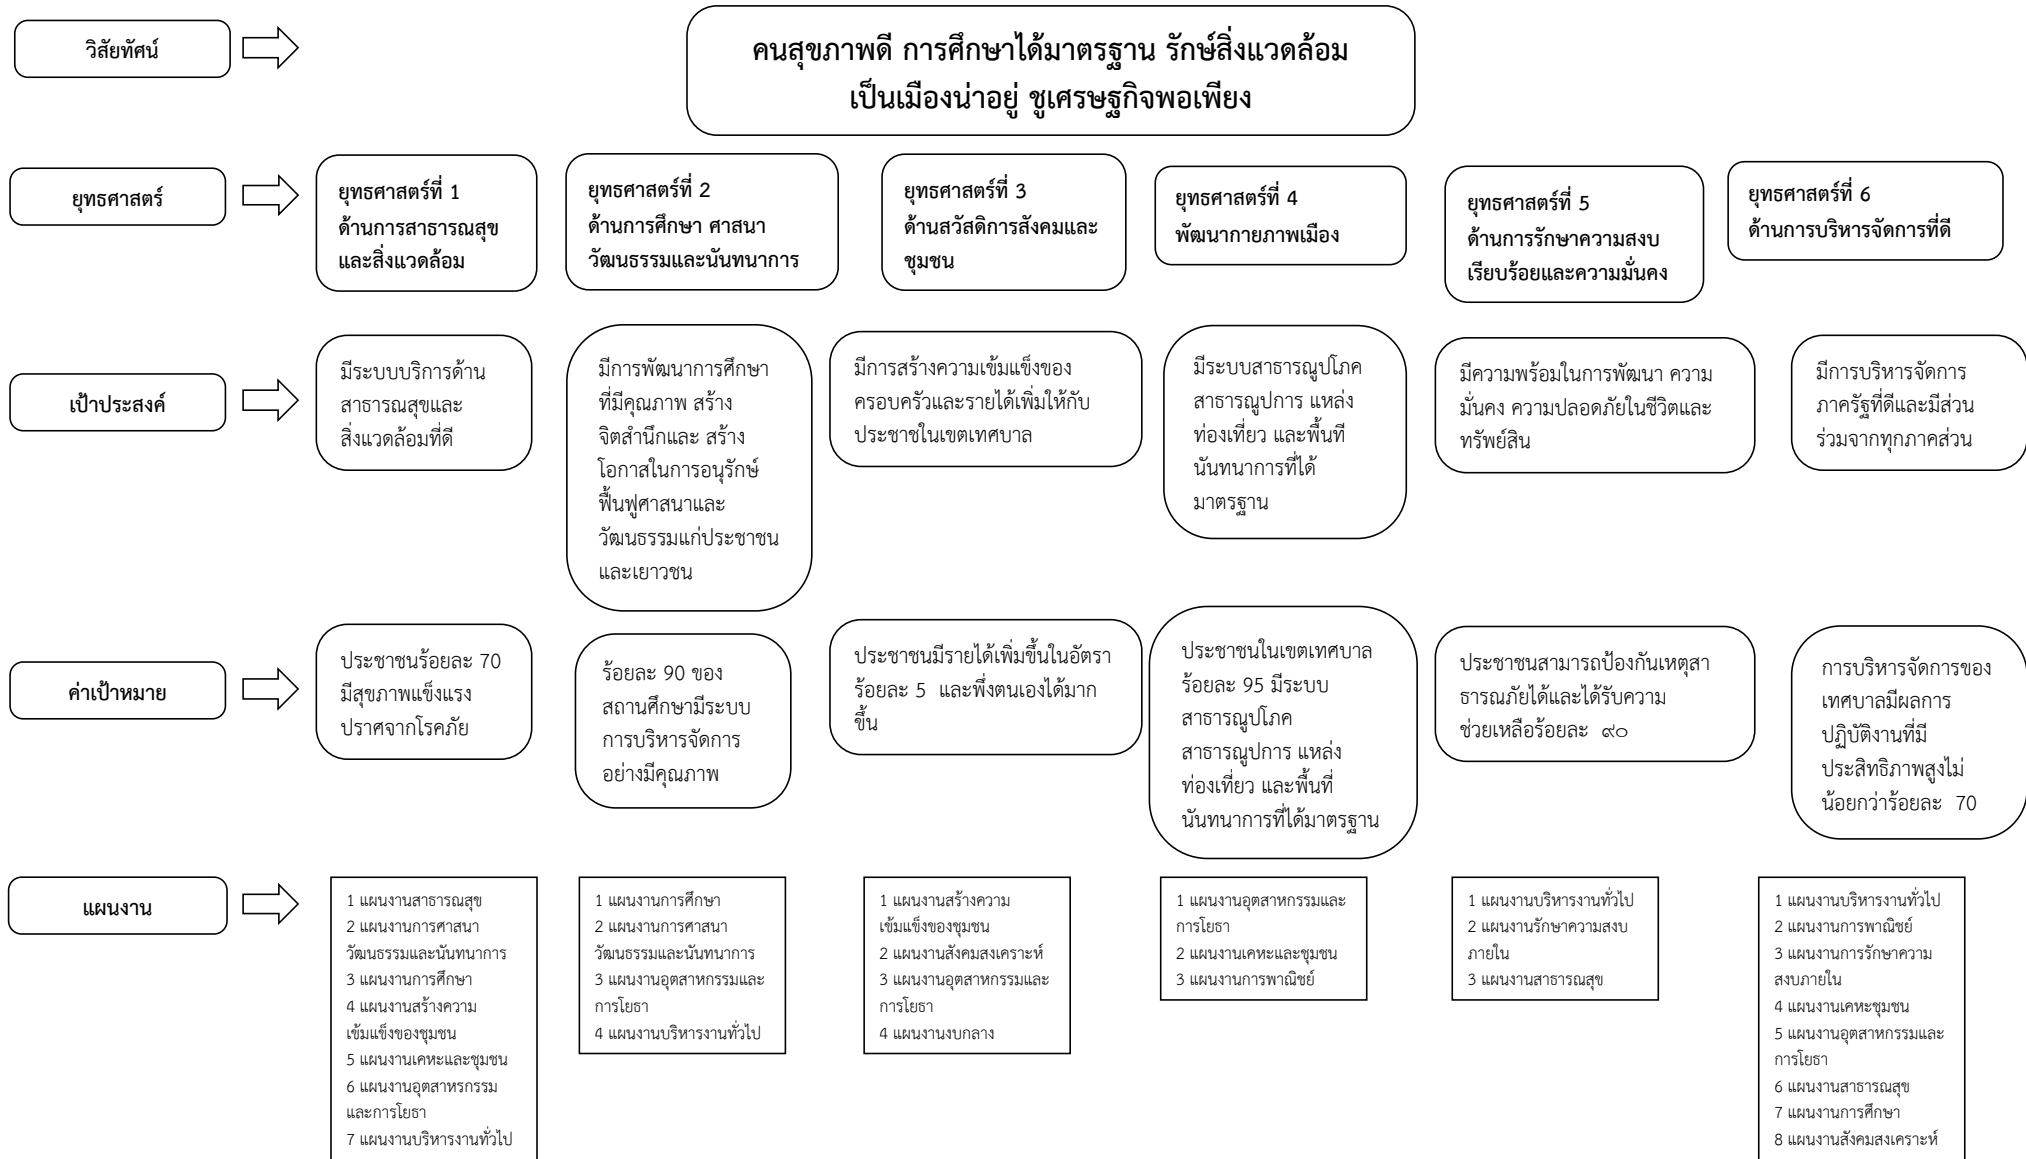 วิสัยทัศน์
คนสุขภาพดี การศึกษาได้มาตรฐาน รักษ์สิ่งแวดล้อม
เป็นเมืองน่าอยู่ ชูเศรษฐกิจพอเพียง
ยุทธศาสตร์
ยุทธศาสตร์ที่ 1
ด้านการสาธารณสุข
และสิ่งแวดล้อม
ยุทธศาสตร์ที่ 2
ด้านการศึกษา ศาสนา
วัฒนธรรมและนันทนาการ
ยุทธศาสตร์ที่ 3
ด้านสวัสดิการสังคมและ
ชุมชน
ยุทธศาสตร์ที่ 4
พัฒนากายภาพเมือง
ยุทธศาสตร์ที่ 5
ด้านการรักษาความสงบ
เรียบร้อยและความมั่นคง
ยุทธศาสตร์ที่ 6
ด้านการบริหารจัดการที่ดี
เป้าประสงค์
มีระบบบริการด้าน
สาธารณสุขและ
สิ่งแวดล้อมที่ดี
มีการพัฒนาการศึกษา
ที่มีคุณภาพ สร้าง
จิตสำนึกและ สร้าง
โอกาสในการอนุรักษ์
ฟื้นฟูศาสนาและ
วัฒนธรรมแก่ประชาชน
และเยาวชน
มีการสร้างความเข้มแข็งของ
ครอบครัวและรายได้เพิ่มให้กับ
ประชาชในเขตเทศบาล
มีระบบสาธารณูปโภค
สาธารณูปการ แหล่ง
ท่องเที่ยว และพื้นที
นันทนาการที่ได้
มาตรฐาน
มีความพร้อมในการพัฒนา ความ
มั่นคง ความปลอดภัยในชีวิตและ
ทรัพย์สิน
มีการบริหารจัดการ
ภาครัฐที่ดีและมีส่วน
ร่วมจากทุกภาคส่วน
ค่าเป้าหมาย
ประชาชนร้อยละ 70
มีสุขภาพแข็งแรง
ปราศจากโรคภัย
ร้อยละ 90 ของ
สถานศึกษามีระบบ
การบริหารจัดการ
อย่างมีคุณภาพ
ประชาชนมีรายได้เพิ่มขึ้นในอัตรา
ร้อยละ 5 และพึ่งตนเองได้มาก
ขึ้น
ประชาชนในเขตเทศบาล
ร้อยละ 95 มีระบบ
สาธารณูปโภค
สาธารณูปการ แหล่ง
ท่องเที่ยว และพื้นที่
นันทนาการที่ได้มาตรฐาน
ประชาชนสามารถป้องกันเหตุสา
ธารณภัยได้และได้รับความ
ช่วยเหลือร้อยละ ๙๐
การบริหารจัดการของ
เทศบาลมีผลการ
ปฏิบัติงานที่มี
ประสิทธิภาพสูงไม่
น้อยกว่าร้อยละ 70
แผนงาน
1 แผนงานสาธารณสุข
2 แผนงานการศาสนา
วัฒนธรรมและนันทนาการ
3 แผนงานการศึกษา
4 แผนงานสร้างความ
เข้มแข็งของชุมชน
5 แผนงานเคหะและชุมชน
6 แผนงานอุตสาหรกรรม
และการโยธา
7 แผนงานบริหารงานทั่วไป
1 แผนงานการศึกษา
2 แผนงานการศาสนา
วัฒนธรรมและนันทนาการ
3 แผนงานอุตสาหกรรมและ
การโยธา
4 แผนงานบริหารงานทั่วไป
1 แผนงานสร้างความ
เข้มแข็งของชุมชน
2 แผนงานสังคมสงเคราะห์
3 แผนงานอุตสาหกรรมและ
การโยธา
4 แผนงานงบกลาง
1 แผนงานอุตสาหกรรมและ
การโยธา
2 แผนงานเคหะและชุมชน
3 แผนงานการพาณิชย์
1 แผนงานบริหารงานทั่วไป
2 แผนงานรักษาความสงบ
ภายใน
3 แผนงานสาธารณสุข
1 แผนงานบริหารงานทั่วไป
2 แผนงานการพาณิชย์
3 แผนงานการรักษาความ
สงบภายใน
4 แผนงานเคหะชุมชน
5 แผนงานอุตสาหกรรมและ
การโยธา
6 แผนงานสาธารณสุข
7 แผนงานการศึกษา
8 แผนงานสังคมสงเคราะห์